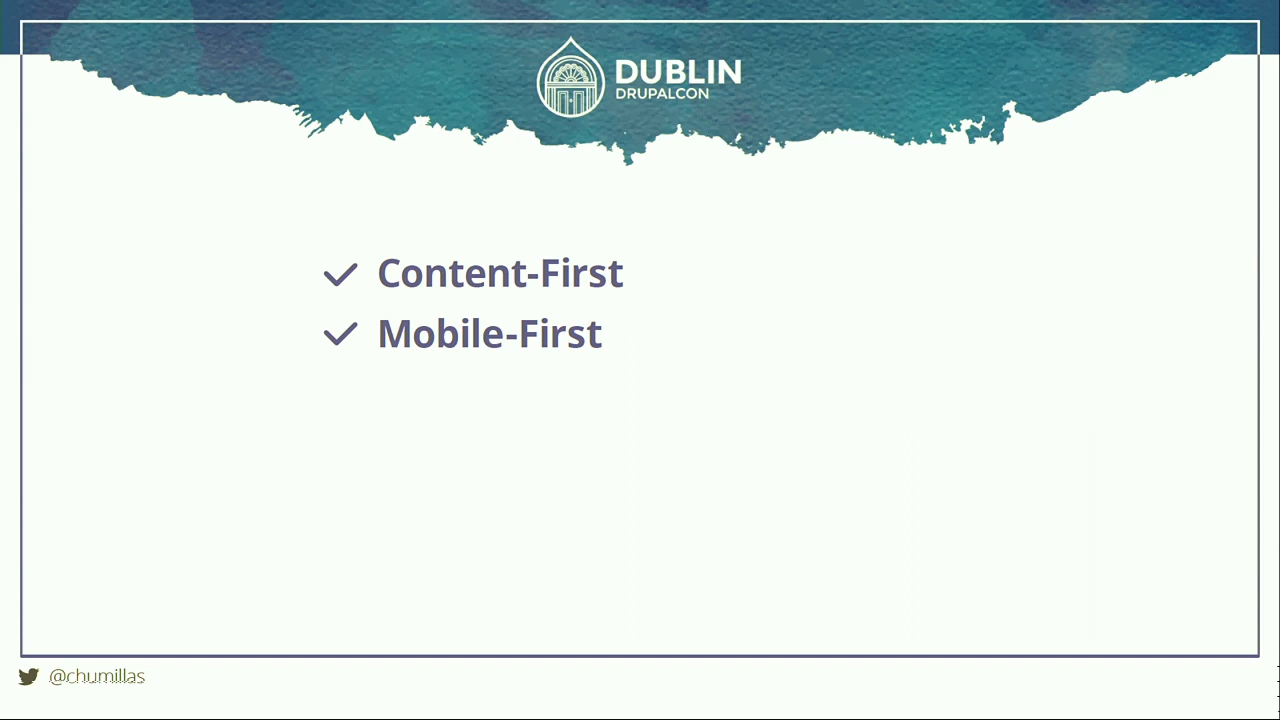 DUBLIN
DRUPALCON
Content-First
Mobile-First
@chumillas